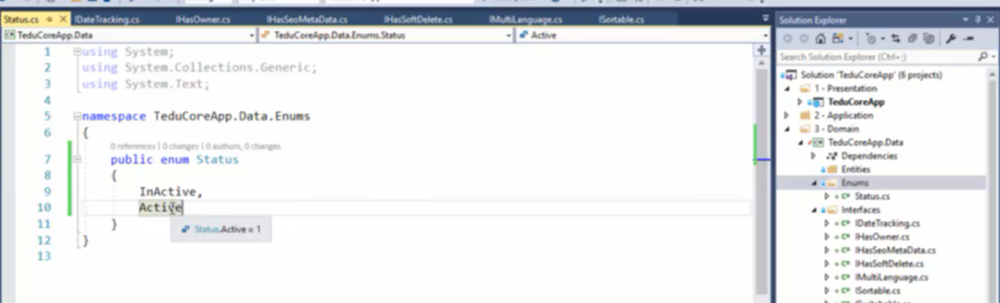 Status.cs
IDateTracking.cs
IHasOwner.cs
IHasSeoMetaData.cs
IHasSoftDelete.cs
IMultiLanguage.cs
ISortable.cs
TeduCoreApp.Data
TeduCoreApp.Data.Enums.Status
Active
1 using System;
2 using System.Collections.Generic;
3 using System.Text;
4
5 namespace TeduCoreApp.Data.Enums
6 {
0 references | 0 changes | 0 authors, 0 changes
7 public enum Status
8 {
9 InActive,
10 Active
Status.Active = 1
11 }
12 }
13
Solution Explorer
Search Solution Explorer (Ctrl+;)
Solution 'TeduCoreApp' (6 projects)
1 - Presentation
TeduCoreApp
2 - Application
3 - Domain
TeduCoreApp.Data
Dependencies
Entities
Enums
Status.cs
Interfaces
IDateTracking.cs
IHasOwner.cs
IHasSeoMetaData.cs
IHasSoftDelete.cs
IMultiLanguage.cs
ISortable.cs